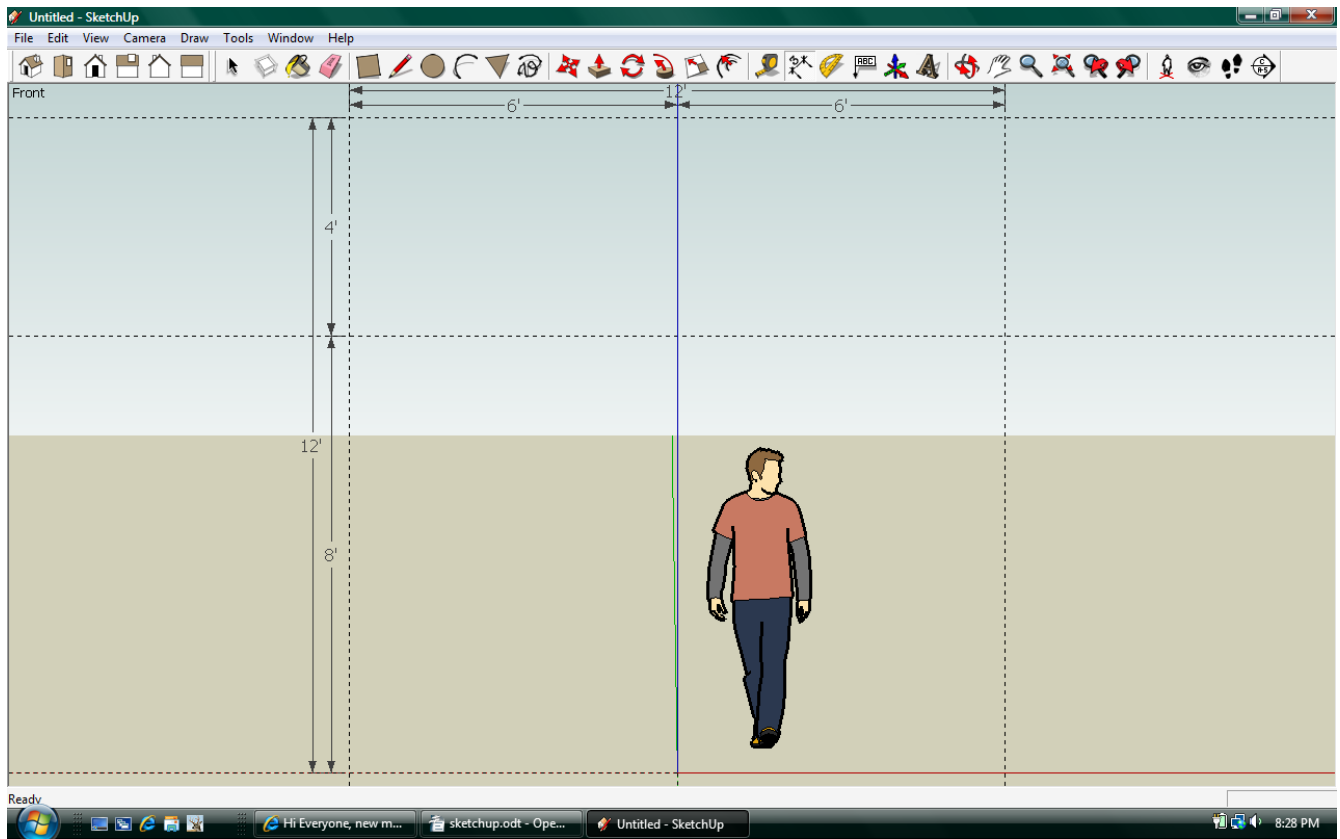 Untitled - SketchUp
File Edit View Camera Draw Tools Window Help
ABC
Front
12'
6' 6'
4'
12'
8'
Ready
Hi Everyone, new m... sketchup.odt - Ope... Untitled - SketchUp 8:28 PM